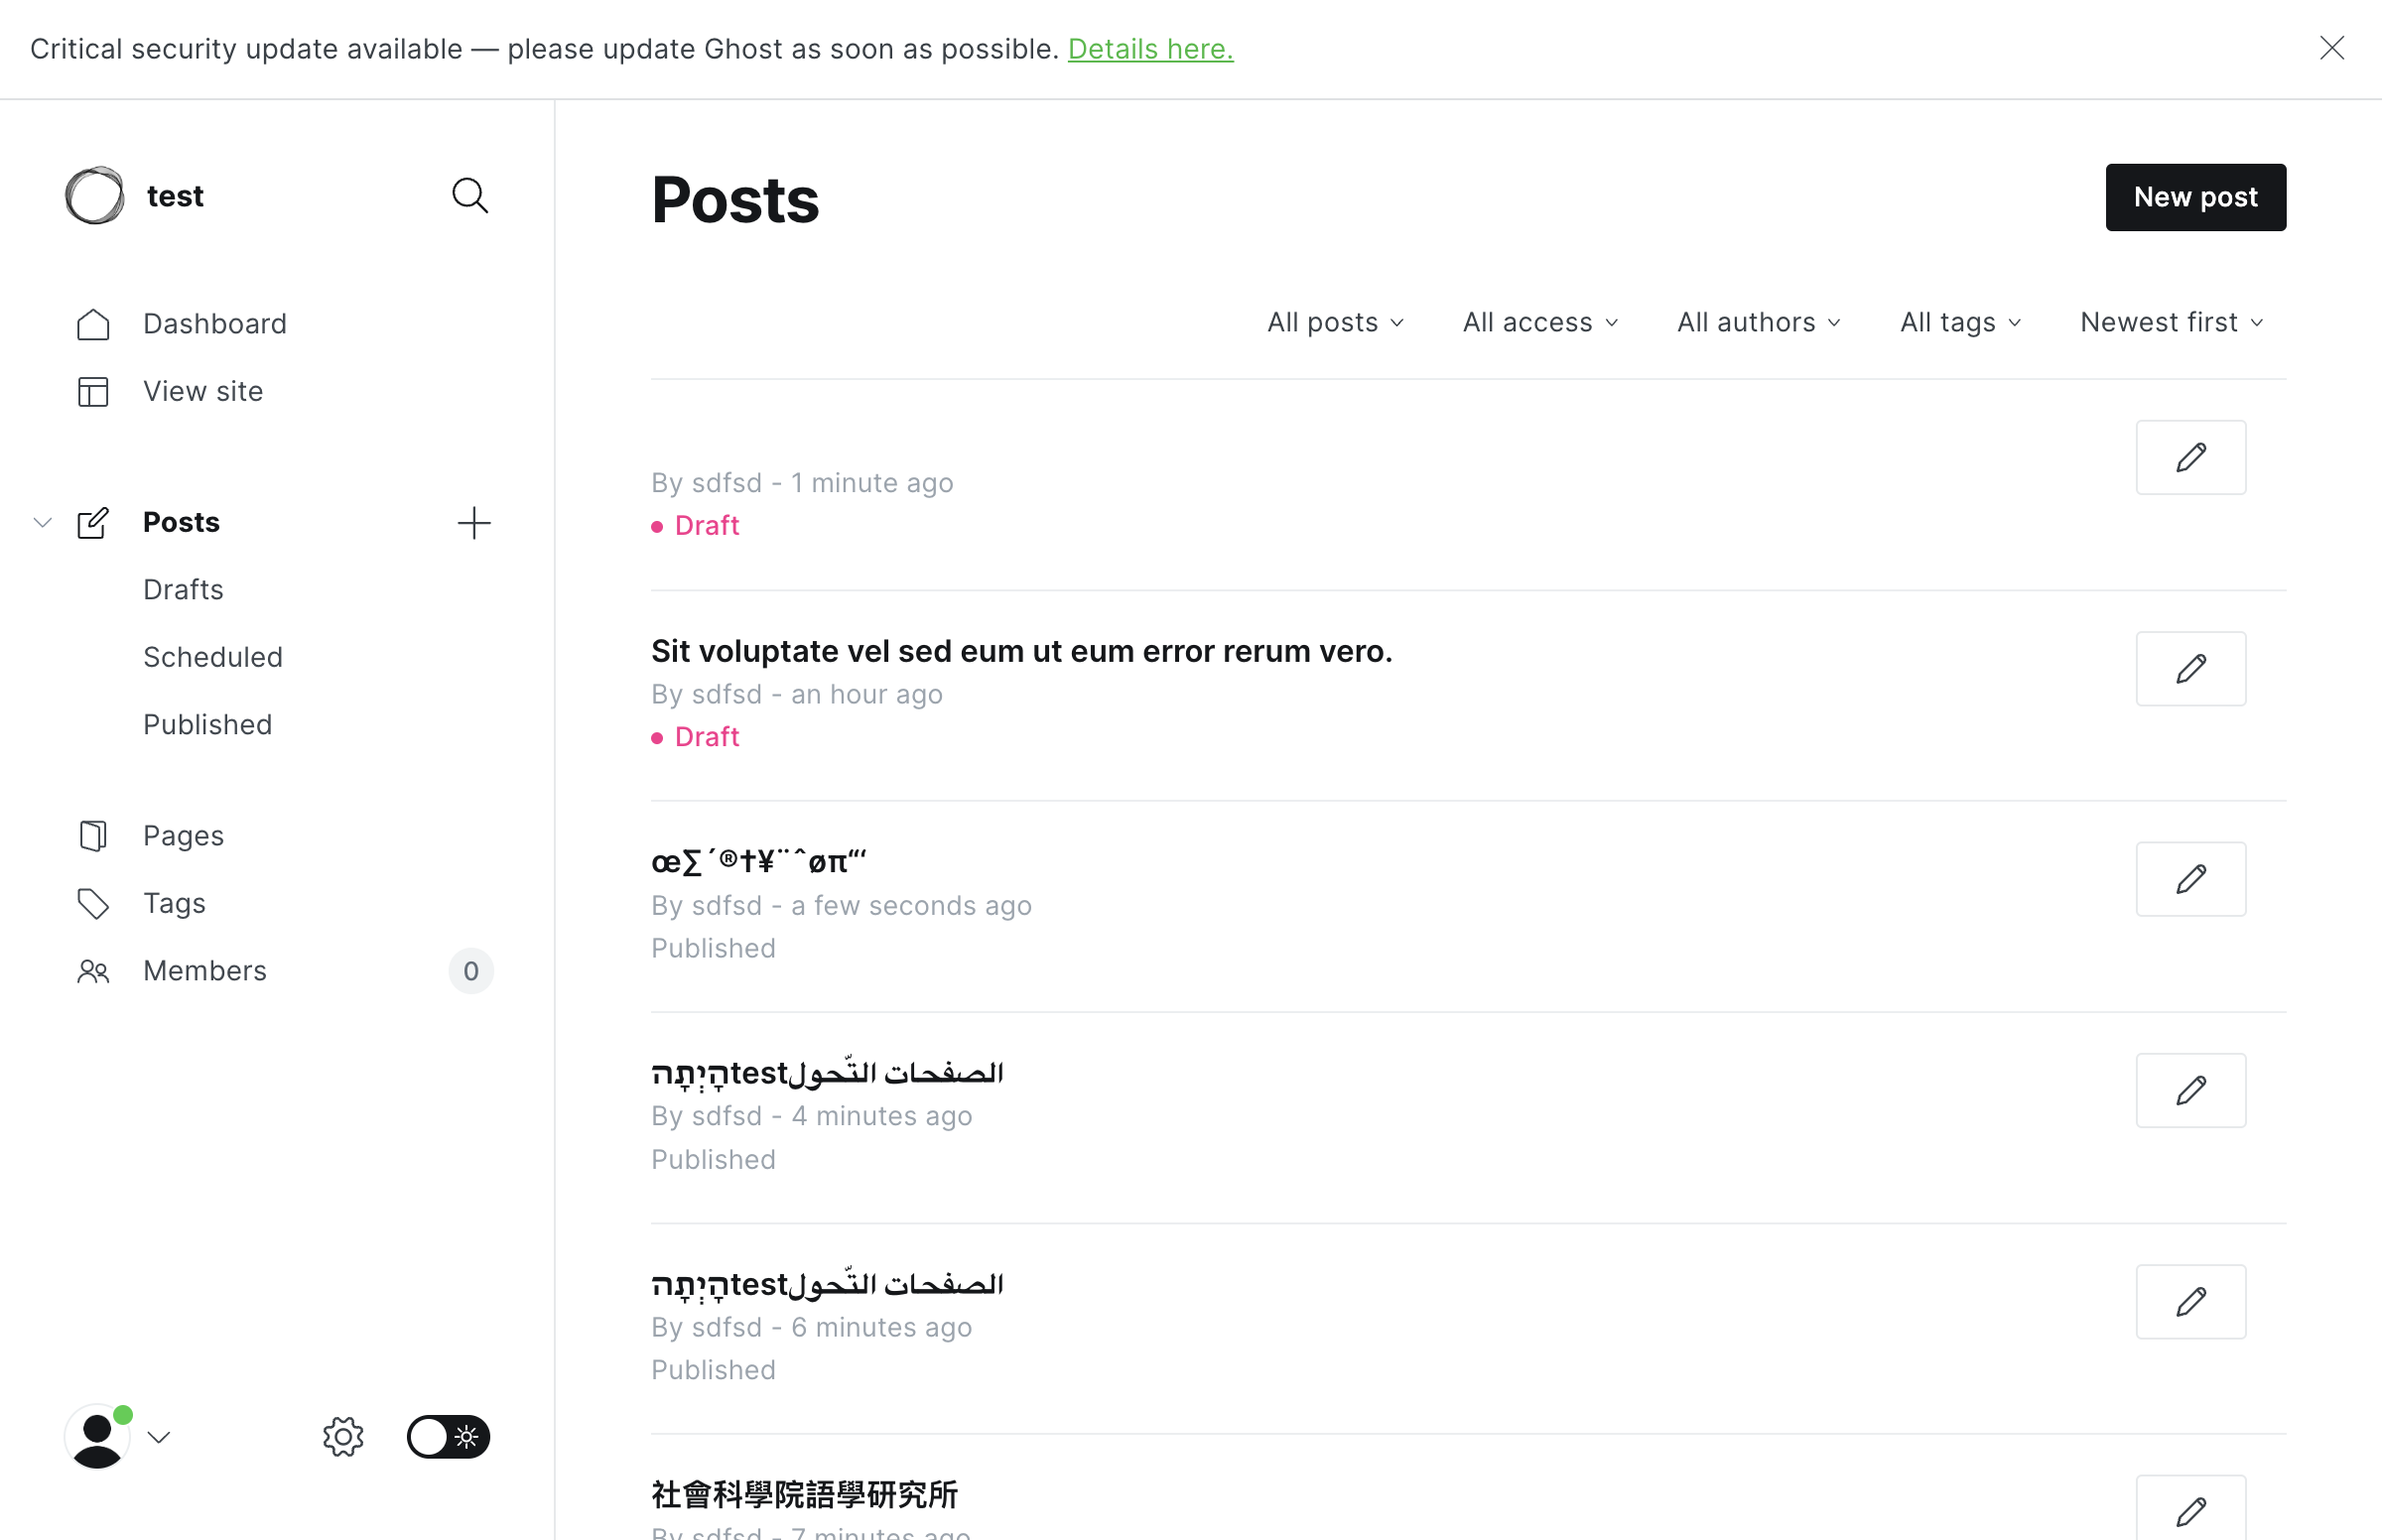 Critical security update available — please update Ghost as soon as possible. Details here.
test
Dashboard
View site
Posts
Drafts
Scheduled
Published
Pages
Tags
Members 0
Posts
New post
All posts
All access
All authors
All tags
Newest first
By sdfsd - 1 minute ago
Draft
Sit voluptate vel sed eum ut eum error rerum vero.
By sdfsd - an hour ago
Draft
œ∑´®†¥¨ˆøπ“‘
By sdfsd - a few seconds ago
Published
הָיְתָהtestالصفحات التّحول
By sdfsd - 4 minutes ago
Published
הָיְתָהtestالصفحات التّحول
By sdfsd - 6 minutes ago
Published
社會科學院語學研究所
By sdfsd - 7 minutes ago